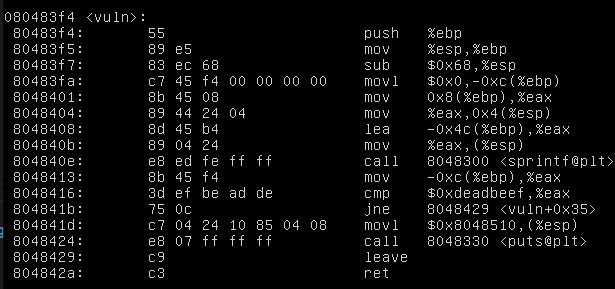 080483f4 <vuln>:
80483f4: 55 push %ebp
80483f5: 89 e5 mov %esp,%ebp
80483f7: 83 ec 68 sub $0x68,%esp
80483fa: c7 45 f4 00 00 00 00 movl $0x0,-0xc(%ebp)
8048401: 8b 45 08 mov 0x8(%ebp),%eax
8048404: 89 44 24 04 mov %eax,0x4(%esp)
8048408: 8d 45 b4 lea -0x4c(%ebp),%eax
804840b: 89 04 24 mov %eax,(%esp)
804840e: e8 ed fe ff ff call 8048300 <sprintf@plt>
8048413: 8b 45 f4 mov -0xc(%ebp),%eax
8048416: 3d ef be ad de cmp $0xdeadbeef,%eax
804841b: 75 0c jne 8048429 <vuln+0x35>
804841d: c7 04 24 10 85 04 08 movl $0x8048510,(%esp)
8048424: e8 07 ff ff ff call 8048330 <puts@plt>
8048429: c9 leave
804842a: c3 ret